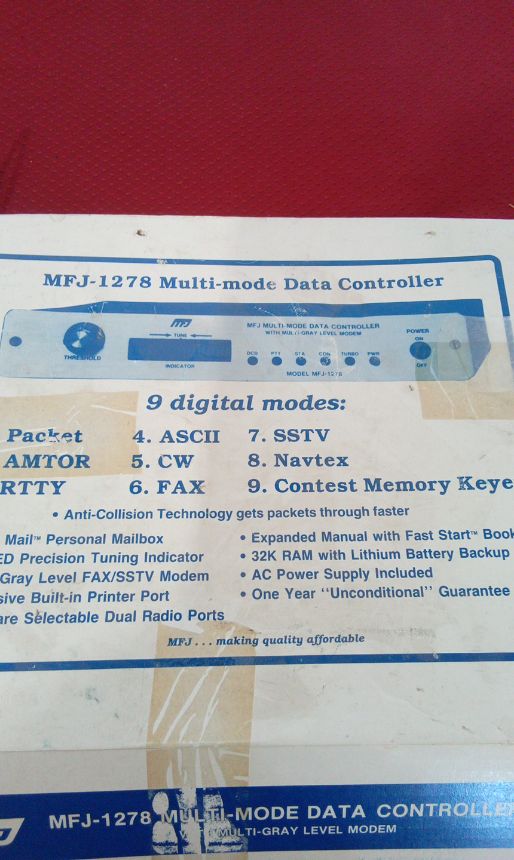 MFJ-1278 Multi-mode Data Controller
MFJ
TUNE
MFJ MULTI-MODE DATA CONTROLLER
WITH MULTI-GRAY LEVEL MODEM
POWER
ON
THRESHOLD
INDICATOR
DCD PTT STA CON TURBO PWR
OFF
MODEL MFJ-1278
9 digital modes:
Packet 4. ASCII 7. SSTV
AMTOR 5. CW 8. Navtex
RTTY 6. FAX 9. Contest Memory Keye
• Anti-Collision Technology gets packets through faster
Mail™ Personal Mailbox
• Expanded Manual with Fast Start™ Book
ED Precision Tuning Indicator
• 32K RAM with Lithium Battery Backup
Gray Level FAX/SSTV Modem
• AC Power Supply Included
sive Built-in Printer Port
• One Year "Unconditional" Guarantee
are Selectable Dual Radio Ports
MFJ . . . making quality affordable
MFJ-1278 MULTI-MODE DATA CONTROLLER
MULTI-GRAY LEVEL MODEM